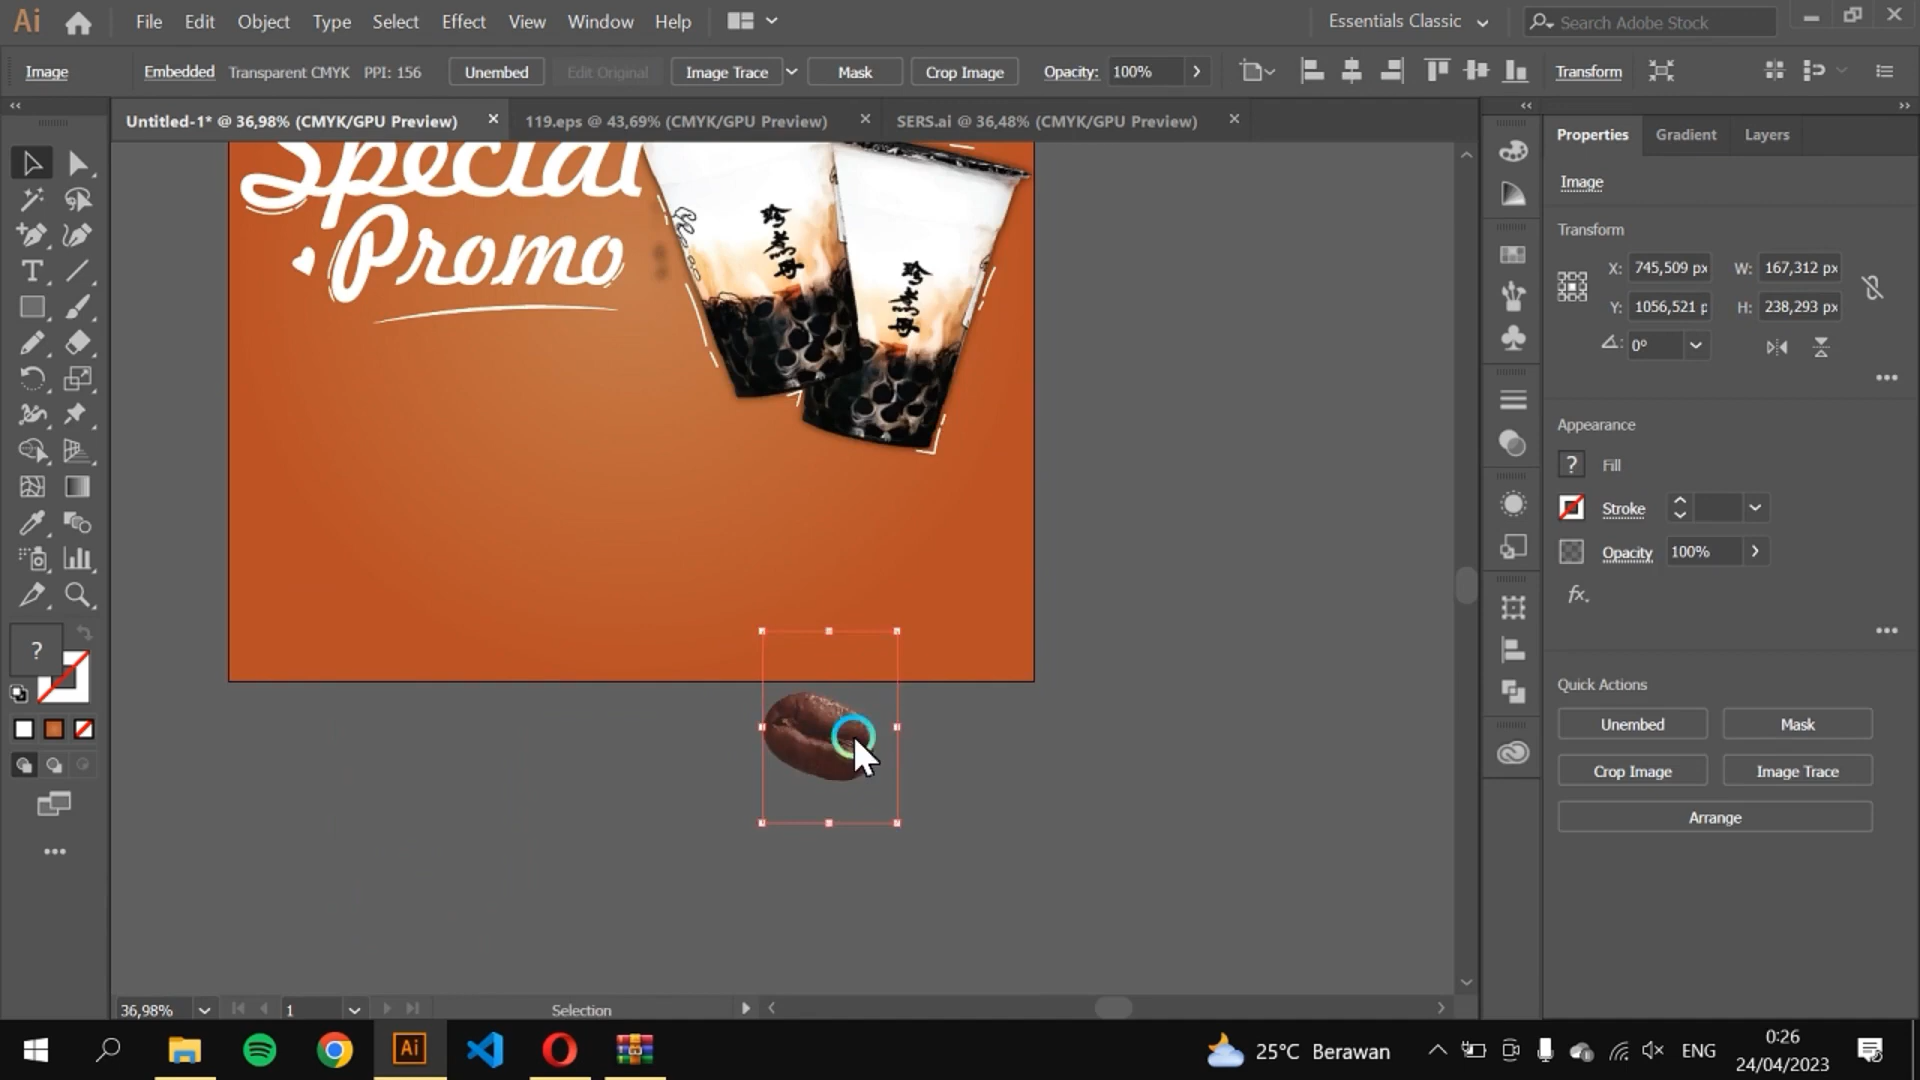 Ai File Edit Object Type Select Effect View Window Help Essentials Classic Search Adobe Stock
Image Embedded Transparent CMYK PPI: 156 Unembed Edit Original Image Trace Mask Crop Image Opacity: 100% Transform
Untitled-1* @ 36,98% (CMYK/GPU Preview) 119.eps @ 43,69% (CMYK/GPU Preview) SERS.ai @ 36,48% (CMYK/GPU Preview)
Properties Gradient Layers
Image
Transform
X: 745,509 px W: 167,312 px
Y: 1056,521 p H: 238,293 px
0°
Appearance
? Fill
Stroke
Opacity 100%
fx.
Quick Actions
Unembed Mask
Crop Image Image Trace
Arrange
Special
Promo
?
36,98% 1 Selection
Ai 25°C Berawan ENG 0:26
24/04/2023